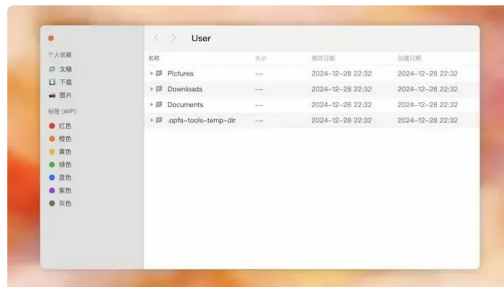 User
个人收藏
文稿
下载
图片
标签 (WIP)
红色
橙色
黄色
绿色
蓝色
紫色
灰色
名称 大小 修改日期 创建日期
Pictures — 2024-12-28 22:32 2024-12-28 22:32
Downloads — 2024-12-28 22:32 2024-12-28 22:32
Documents — 2024-12-28 22:32 2024-12-28 22:32
.opfs-tools-temp-dir — 2024-12-28 22:32 2024-12-28 22:32